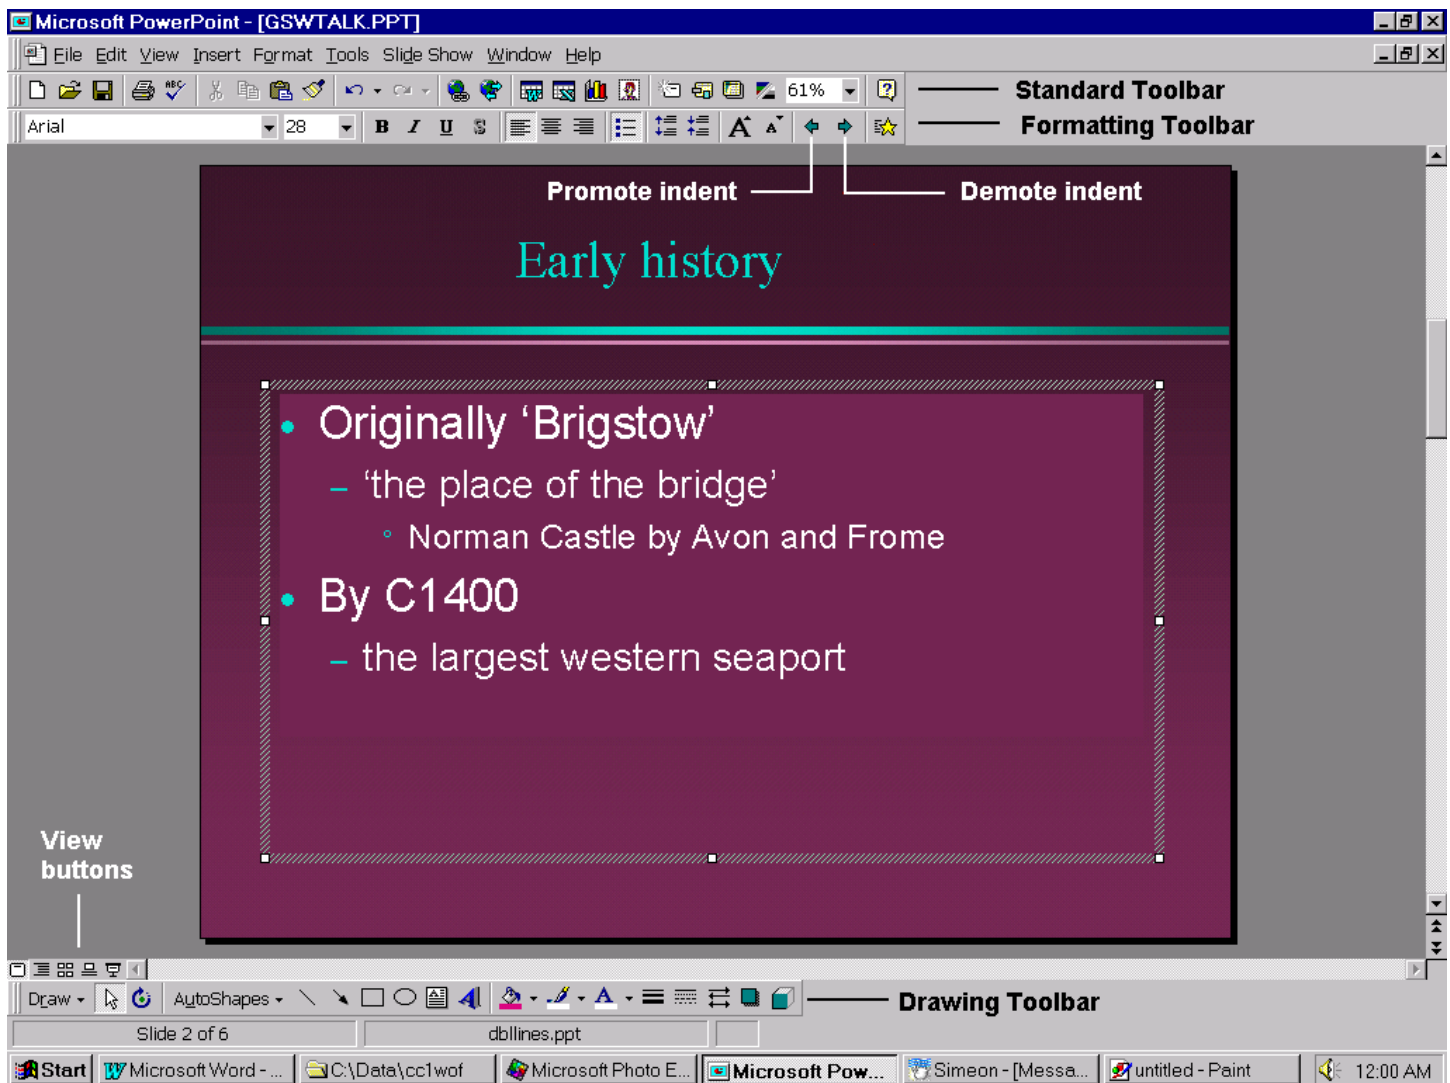 Microsoft PowerPoint - [GSWTALK.PPT]
File Edit View Insert Format Tools Slide Show Window Help
61% Standard Toolbar
Arial 28 B I U S A A Formatting Toolbar
Promote indent Demote indent
Early history
• Originally ‘Brigstow’
– ‘the place of the bridge’
° Norman Castle by Avon and Frome
• By C1400
– the largest western seaport
View
buttons
Draw AutoShapes A Drawing Toolbar
Slide 2 of 6 dbllines.ppt
Start Microsoft Word - ... C:\Data\cc1wof Microsoft Photo E... Microsoft Pow... Simeon - [Messa... untitled - Paint 12:00 AM